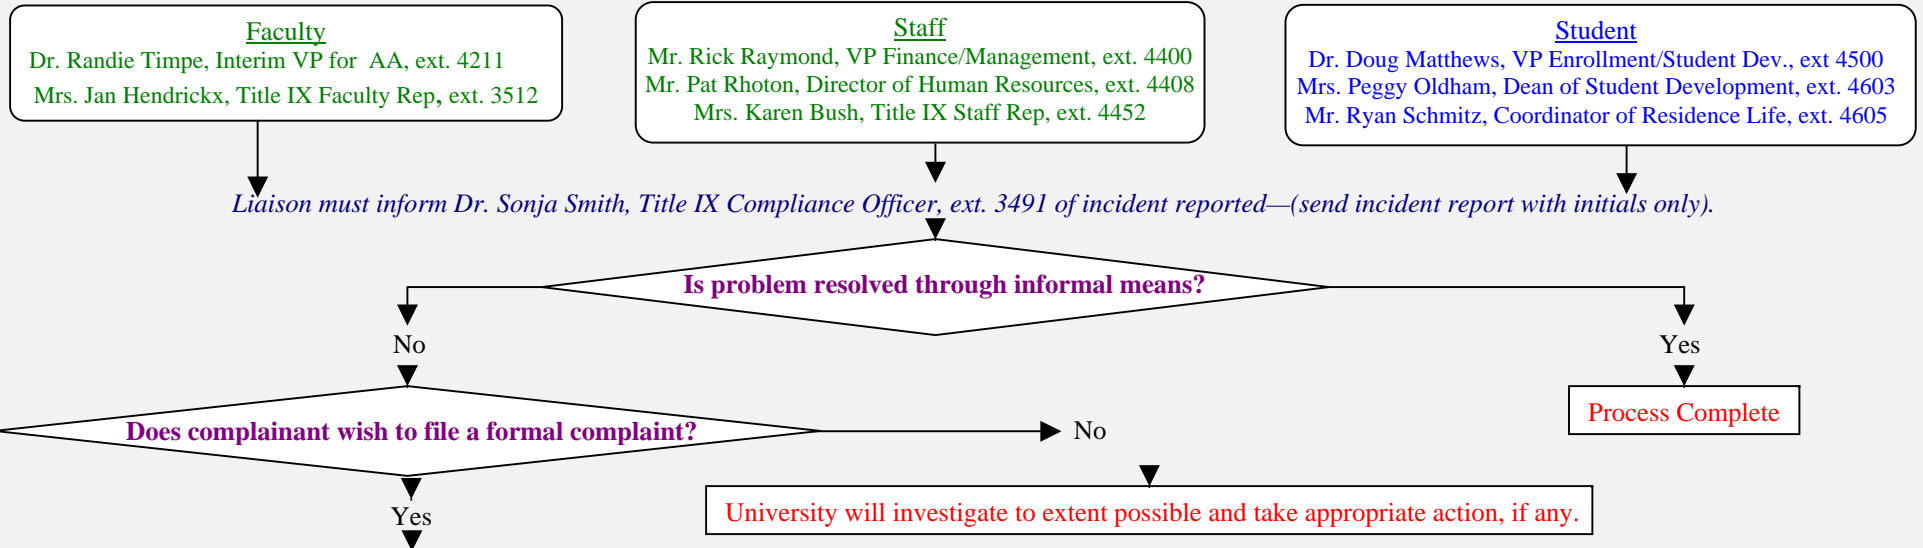 Faculty
Dr. Randie Timpe, Interim VP for AA, ext. 4211
Mrs. Jan Hendrickx, Title IX Faculty Rep, ext. 3512
Staff
Mr. Rick Raymond, VP Finance/Management, ext. 4400
Mr. Pat Rhoton, Director of Human Resources, ext. 4408
Mrs. Karen Bush, Title IX Staff Rep, ext. 4452
Student
Dr. Doug Matthews, VP Enrollment/Student Dev., ext 4500
Mrs. Peggy Oldham, Dean of Student Development, ext. 4603
Mr. Ryan Schmitz, Coordinator of Residence Life, ext. 4605
Liaison must inform Dr. Sonja Smith, Title IX Compliance Officer, ext. 3491 of incident reported—(send incident report with initials only).
Is problem resolved through informal means?
No
Yes
Process Complete
Does complainant wish to file a formal complaint?
No
Yes
University will investigate to extent possible and take appropriate action, if any.